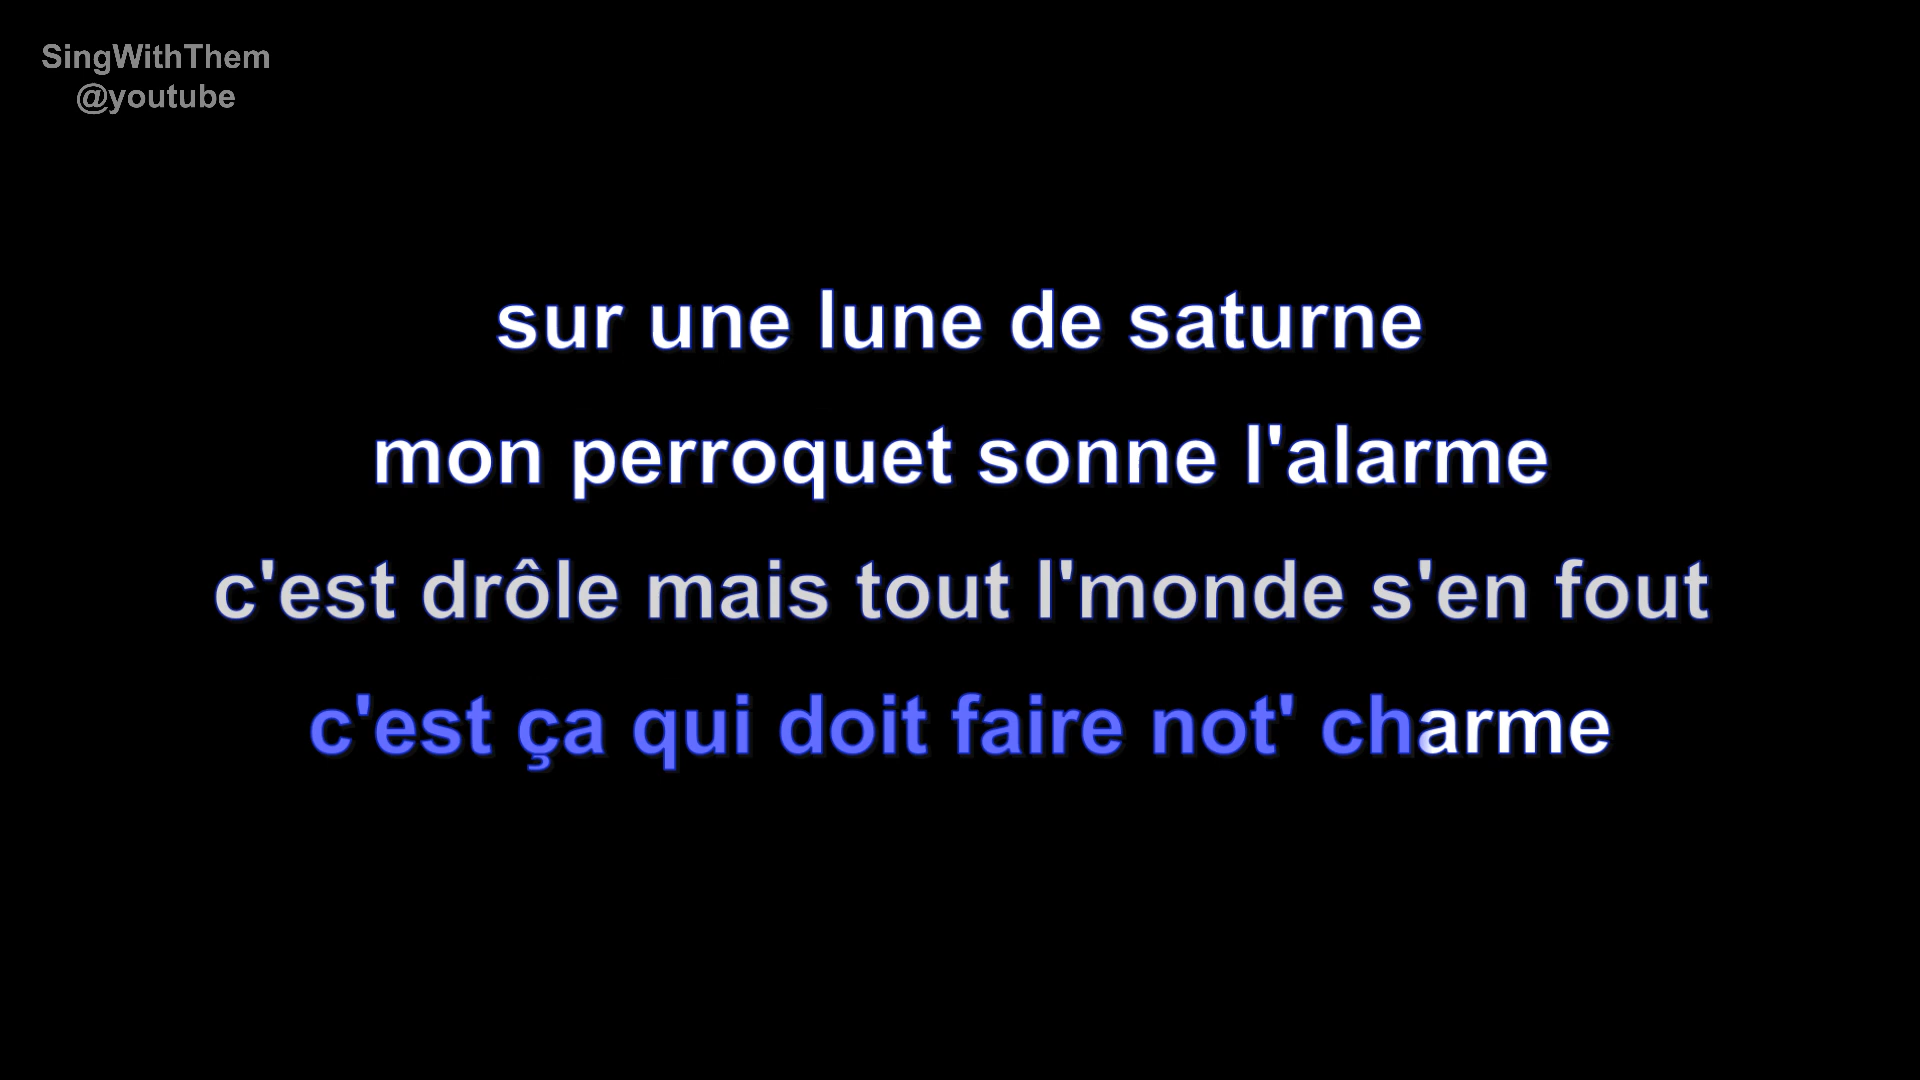 SingWithThem
@youtube
sur une lune de saturne
mon perroquet sonne l'alarme
c'est drôle mais tout l'monde s'en fout
c'est ça qui doit faire not' charme